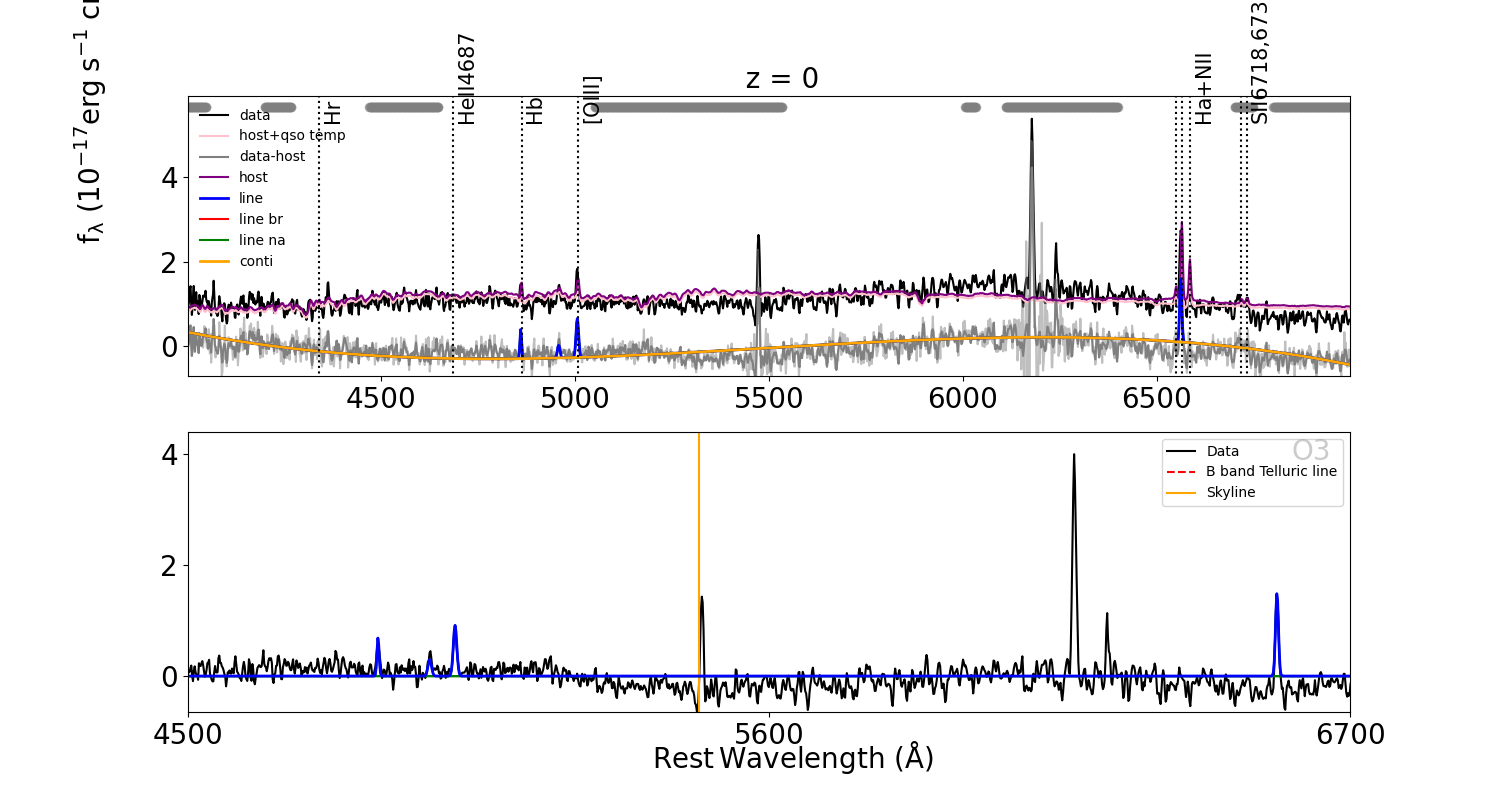 f_λ (10^{-17}erg s^{-1} c
z = 0
Hr
HeII4687
Hb
[OIII]
Ha+NII
SII6718,673
data
host+qso temp
data-host
host
line
line br
line na
conti
4
2
0
4500
5000
5500
6000
6500
O3
Data
B band Telluric line
Skyline
4
2
0
4500
5600
6700
Rest Wavelength (Å)